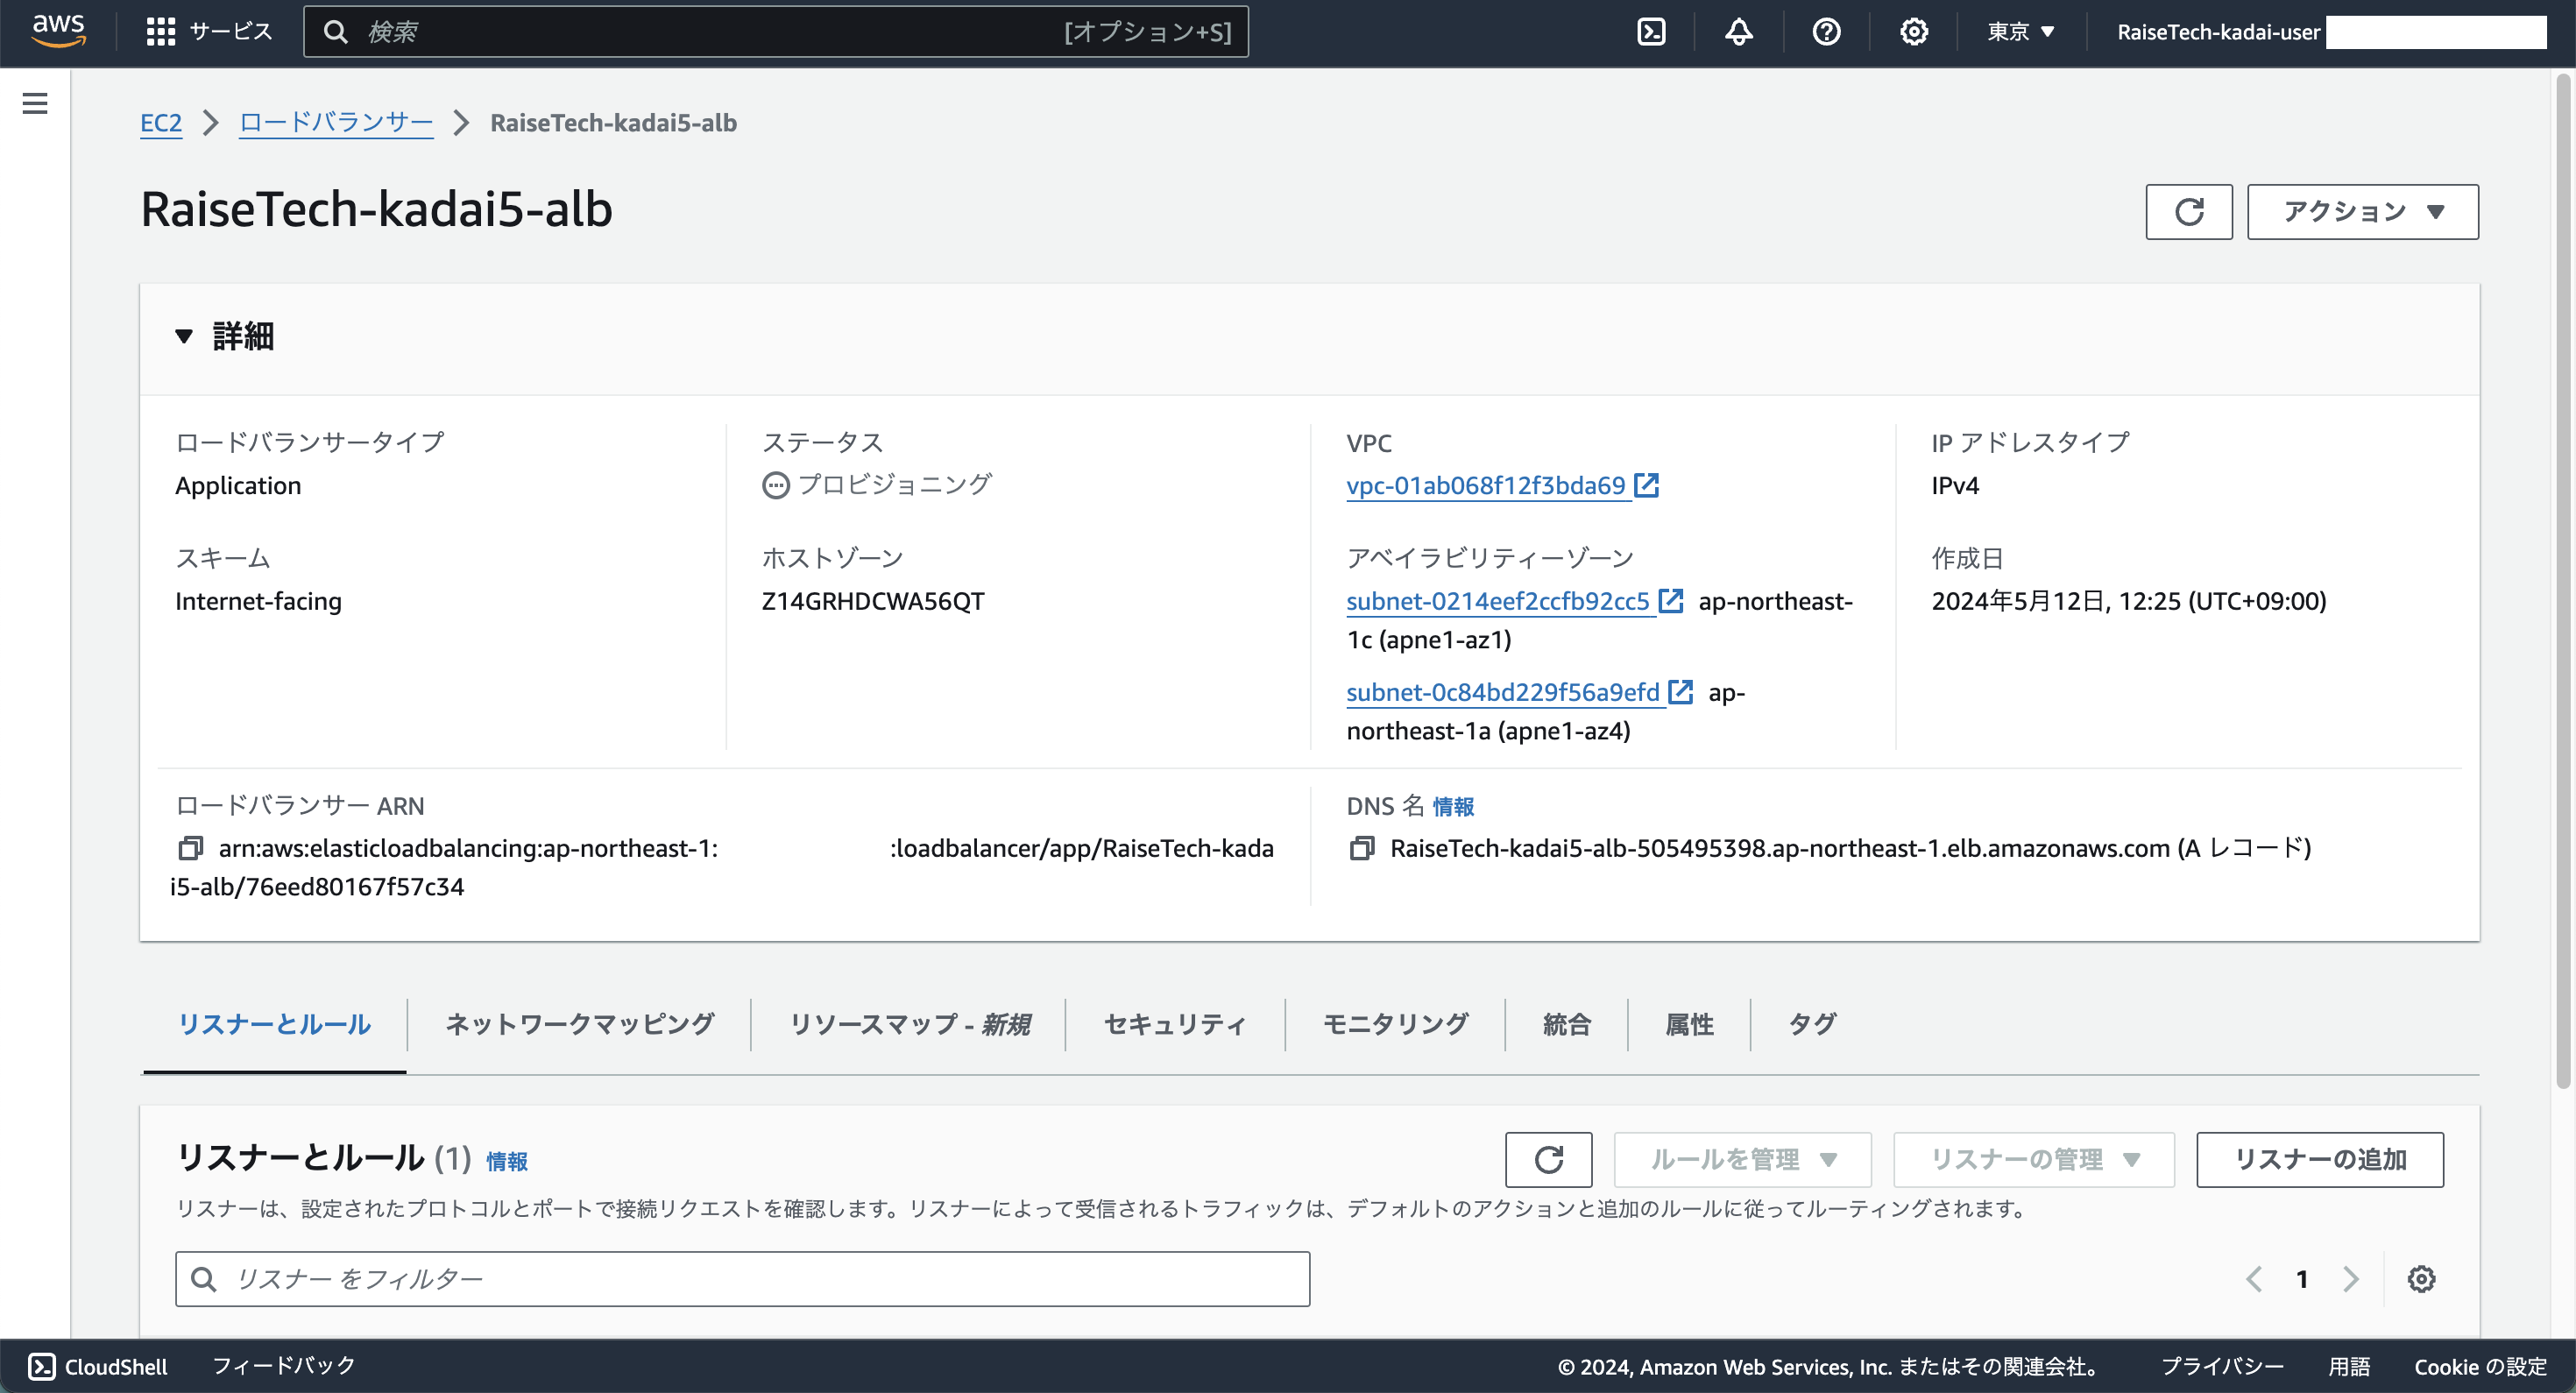 aws サービス 検索 [オプション+S] 東京 ▼ RaiseTech-kadai-user
EC2 > ロードバランサー > RaiseTech-kadai5-alb
RaiseTech-kadai5-alb
アクション ▼
▼ 詳細
ロードバランサータイプ
Application
ステータス
プロビジョニング
VPC
vpc-01ab068f12f3bda69
IP アドレスタイプ
IPv4
スキーム
Internet-facing
ホストゾーン
Z14GRHDCWA56QT
アベイラビリティーゾーン
subnet-0214eef2ccfb92cc5 ap-northeast-
1c (apne1-az1)
subnet-0c84bd229f56a9efd ap-
northeast-1a (apne1-az4)
作成日
2024年5月12日, 12:25 (UTC+09:00)
ロードバランサー ARN
arn:aws:elasticloadbalancing:ap-northeast-1: :loadbalancer/app/RaiseTech-kada
i5-alb/76eed80167f57c34
DNS 名 情報
RaiseTech-kadai5-alb-505495398.ap-northeast-1.elb.amazonaws.com (A レコード)
リスナーとルール ネットワークマッピング リソースマップ - 新規 セキュリティ モニタリング 統合 属性 タグ
リスナーとルール (1) 情報
ルールを管理 ▼ リスナーの管理 ▼ リスナーの追加
リスナーは、設定されたプロトコルとポートで接続リクエストを確認します。リスナーによって受信されるトラフィックは、デフォルトのアクションと追加のルールに従ってルーティングされます。
リスナー をフィルター
< 1 >
CloudShell フィードバック © 2024, Amazon Web Services, Inc. またはその関連会社。 プライバシー 用語 Cookie の設定